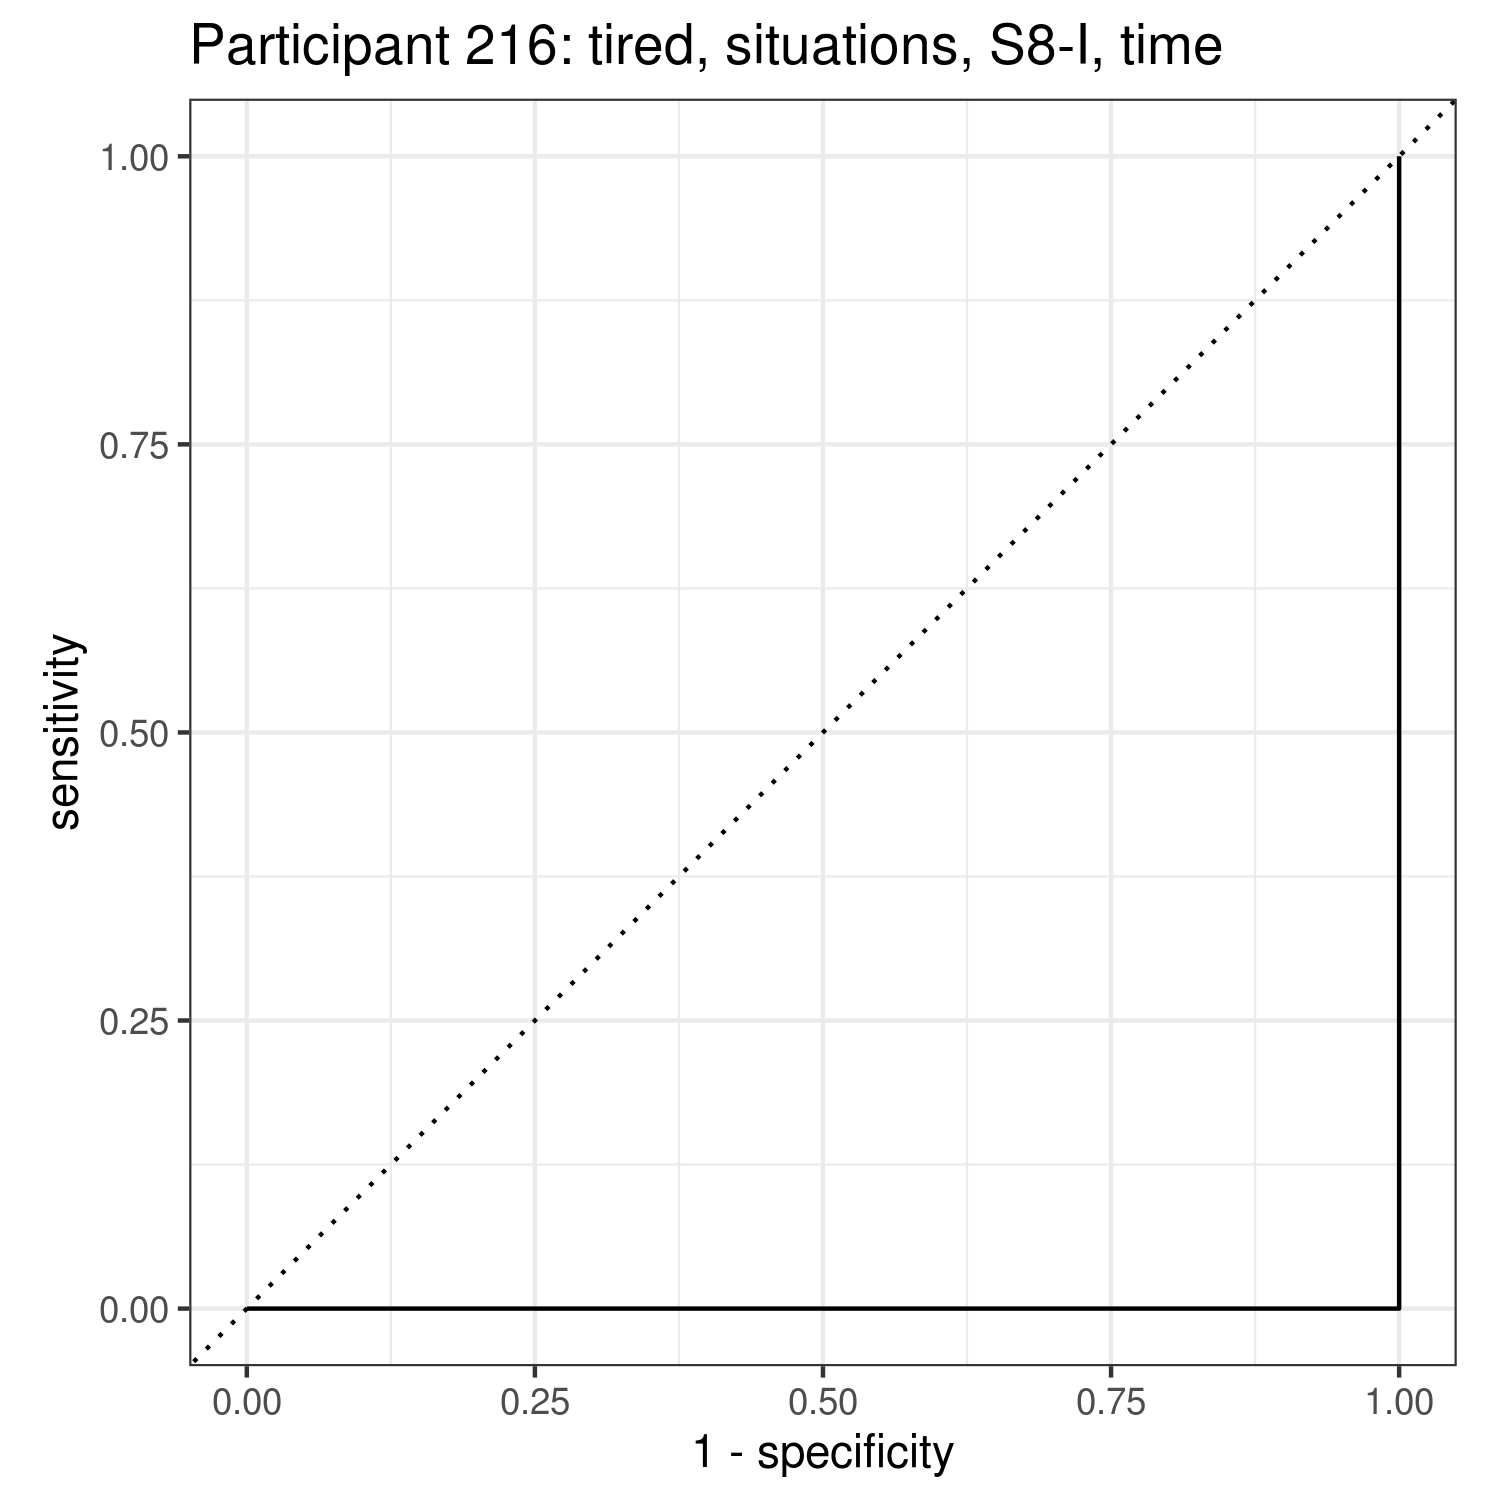 Participant 216: tired, situations, S8-I, time
1.00
0.75
0.50
0.25
0.00
sensitivity
0.00 0.25 0.50 0.75 1.00
1 - specificity